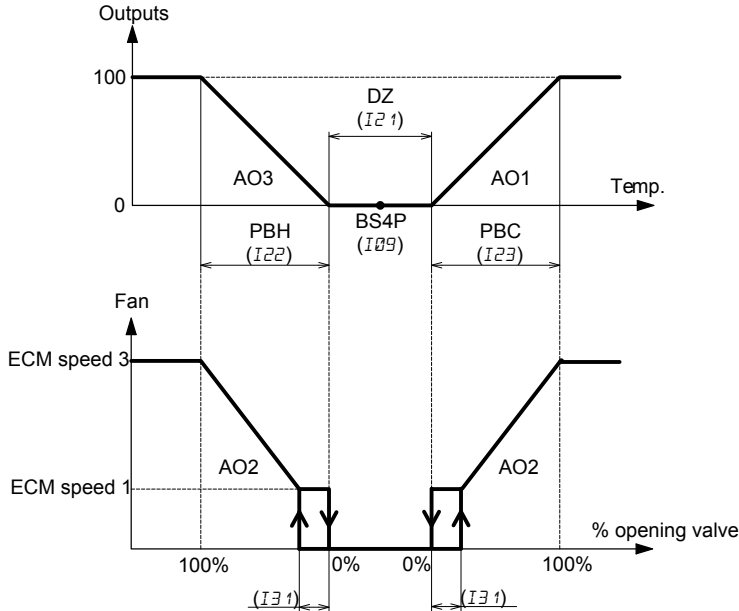 Outputs
100
DZ
(I21)
AO3
AO1
Temp.
0
PBH
BS4P
PBC
(I22)
(I09)
(I23)
Fan
ECM speed 3
AO2
AO2
ECM speed 1
% opening valve
100%
0%
0%
100%
(I31)
(I31)